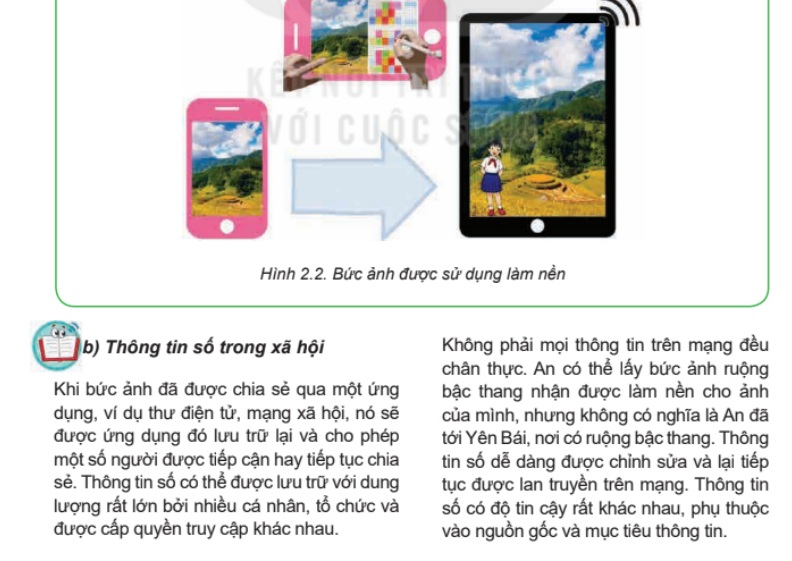 KẾT NỐI TRI THỨC
VỚI CUỘC SỐNG
Hình 2.2. Bức ảnh được sử dụng làm nền
b) Thông tin số trong xã hội
Khi bức ảnh đã được chia sẻ qua một ứng
dụng, ví dụ thư điện tử, mạng xã hội, nó sẽ
được ứng dụng đó lưu trữ lại và cho phép
một số người được tiếp cận hay tiếp tục chia
sẻ. Thông tin số có thể được lưu trữ với dung
lượng rất lớn bởi nhiều cá nhân, tổ chức và
được cấp quyền truy cập khác nhau.
Không phải mọi thông tin trên mạng đều
chân thực. An có thể lấy bức ảnh ruộng
bậc thang nhận được làm nền cho ảnh
của mình, nhưng không có nghĩa là An đã
tới Yên Bái, nơi có ruộng bậc thang. Thông
tin số dễ dàng được chỉnh sửa và lại tiếp
tục được lan truyền trên mạng. Thông tin
số có độ tin cậy rất khác nhau, phụ thuộc
vào nguồn gốc và mục tiêu thông tin.